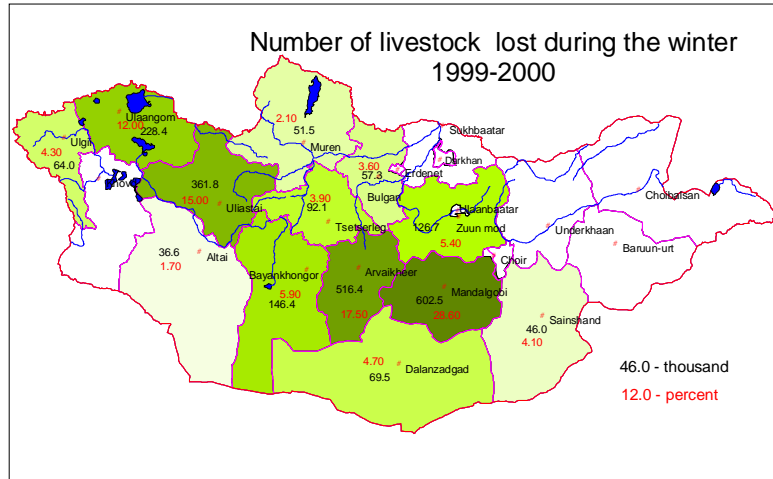 Number of livestock lost during the winter
1999-2000
Ulaangom
12.00
228.4
Ulgii
4.30
64.0
2.10
51.5
Muren
Sukhbaatar
Darkhan
3.60
57.3
Erdenet
Bulgan
361.8
15.00
Uliastai
3.90
92.1
Tsetserleg
Ulaanbaatar
126.7
Zuun mod
5.40
Choibalsan
Underkhaan
Baruun-urt
36.6
Altai
1.70
Bayankhongor
5.90
146.4
Arvaikheer
516.4
17.50
Choir
Mandalgobi
602.5
28.60
Sainshand
46.0
4.10
4.70
Dalanzadgad
69.5
46.0 - thousand
12.0 - percent